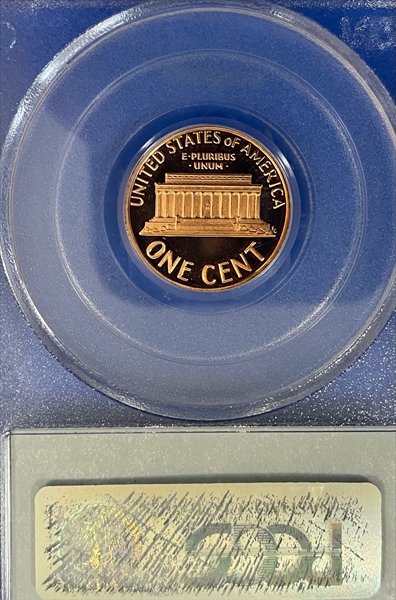 UNITED STATES oF AMERICA
E·PLURIBUS
·UNUM·
ONE CENT